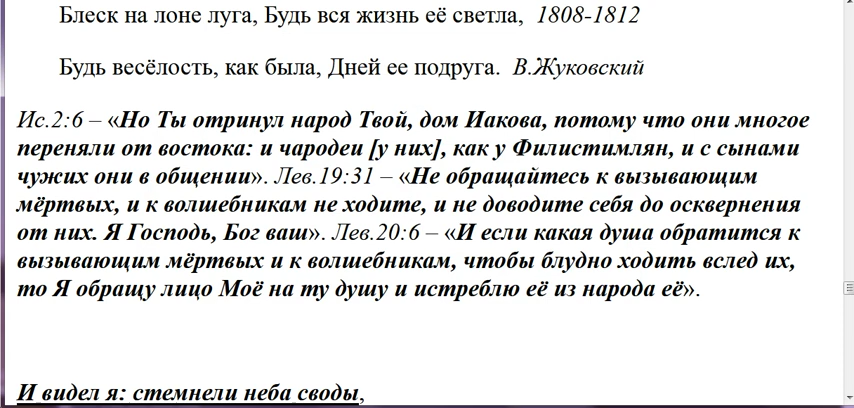 Блеск на лоне луга, Будь вся жизнь её светла, 1808-1812
Будь весёлость, как была, Дней ее подруга. В.Жуковский
Ис.2:6 – «Но Ты отринул народ Твой, дом Иакова, потому что они многое
переняли от востока: и чародеи [у них], как у Филистимлян, и с сынами
чужих они в общении». Лев.19:31 – «Не обращайтесь к вызывающим
мёртвых, и к волшебникам не ходите, и не доводите себя до осквернения
от них. Я Господь, Бог ваш». Лев.20:6 – «И если какая душа обратится к
вызывающим мёртвых и к волшебникам, чтобы блудно ходить вслед их,
то Я обращу лицо Моё на ту душу и истреблю её из народа её».
И видел я: стемнели неба своды,